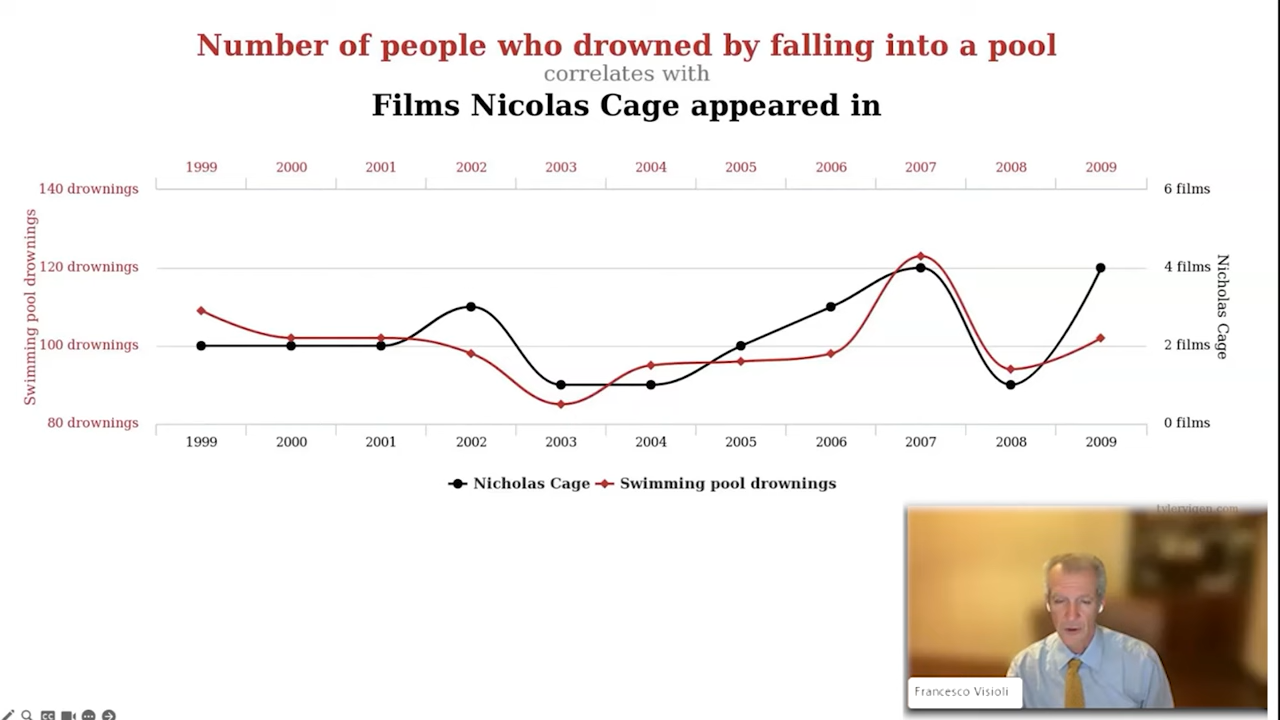 Number of people who drowned by falling into a pool
correlates with
Films Nicolas Cage appeared in
1999 2000 2001 2002 2003 2004 2005 2006 2007 2008 2009
140 drownings
6 films
Swimming pool drownings
120 drownings
4 films
Nicholas Cage
100 drownings
2 films
80 drownings
0 films
1999 2000 2001 2002 2003 2004 2005 2006 2007 2008 2009
Nicholas Cage Swimming pool drownings
tylervigen.com
Francesco Visioli
CC